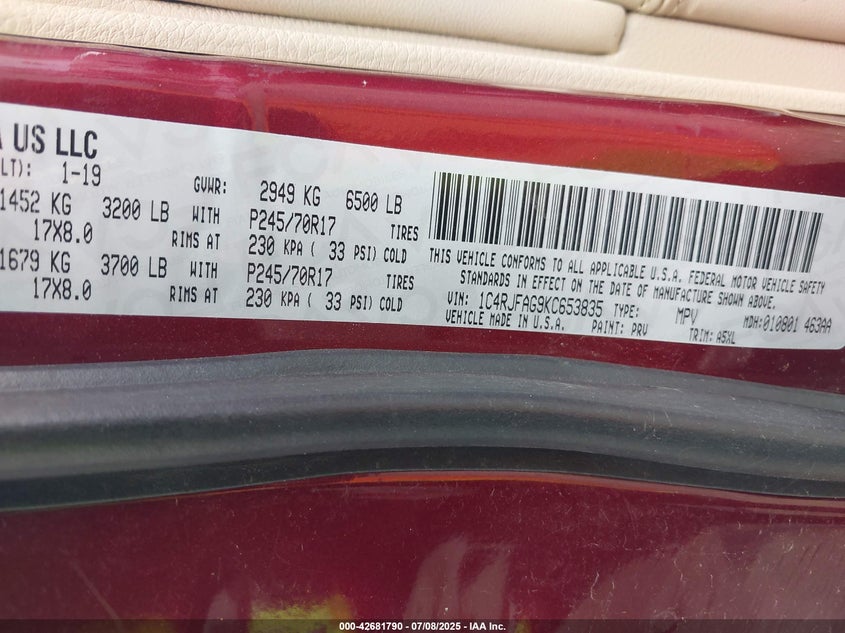 A US LLC
LT): 1-19
GVWR: 2949 KG 6500 LB
1452 KG 3200 LB WITH P245/70R17 TIRES
17X8.0 RIMS AT 230 KPA ( 33 PSI) COLD
1679 KG 3700 LB WITH P245/70R17 TIRES
17X8.0 RIMS AT 230 KPA ( 33 PSI) COLD
THIS VEHICLE CONFORMS TO ALL APPLICABLE U.S.A. FEDERAL MOTOR VEHICLE SAFETY
STANDARDS IN EFFECT ON THE DATE OF MANUFACTURE SHOWN ABOVE.
VIN: 1C4RJFAG9KC653835 TYPE: MPV MDH:010801 463AA
VEHICLE MADE IN U.S.A. PAINT: PRV TRIM: A5XL
000-42681790 - 07/08/2025 - IAA Inc.